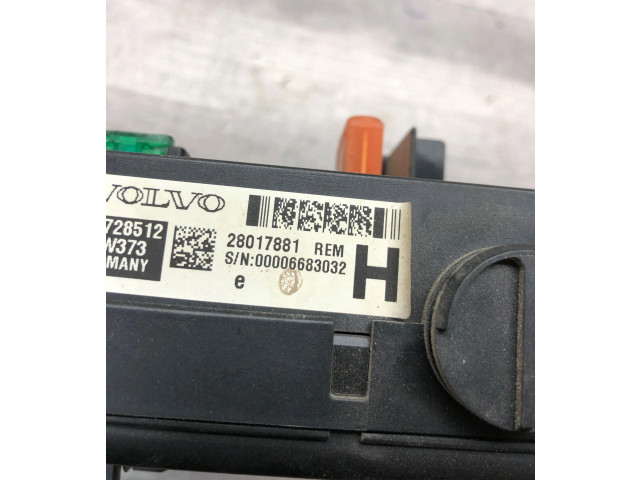 VOLVO
728512
28017881 REM
W373
S/N:00006683032
MANY
H
e